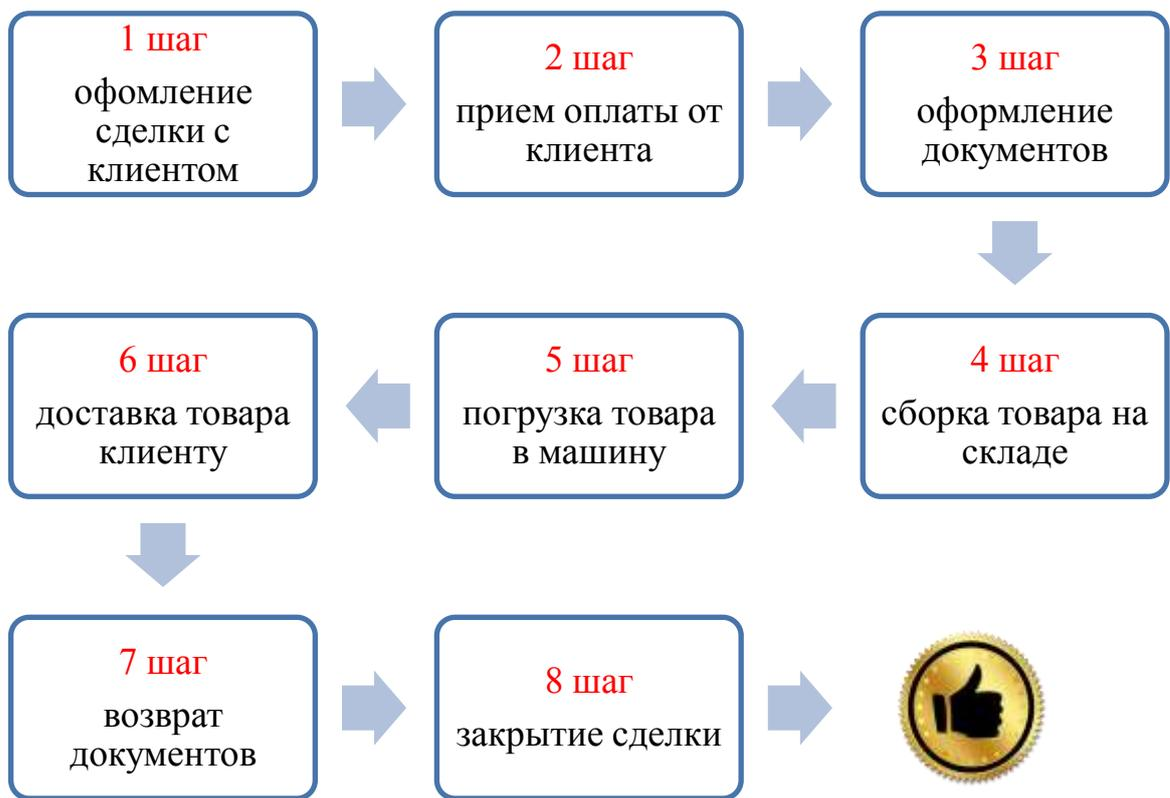 1 шаг
офомление
сделки с
клиентом
2 шаг
прием оплаты от
клиента
3 шаг
оформление
документов
4 шаг
сборка товара на
складе
5 шаг
погрузка товара
в машину
6 шаг
доставка товара
клиенту
7 шаг
возврат
документов
8 шаг
закрытие сделки